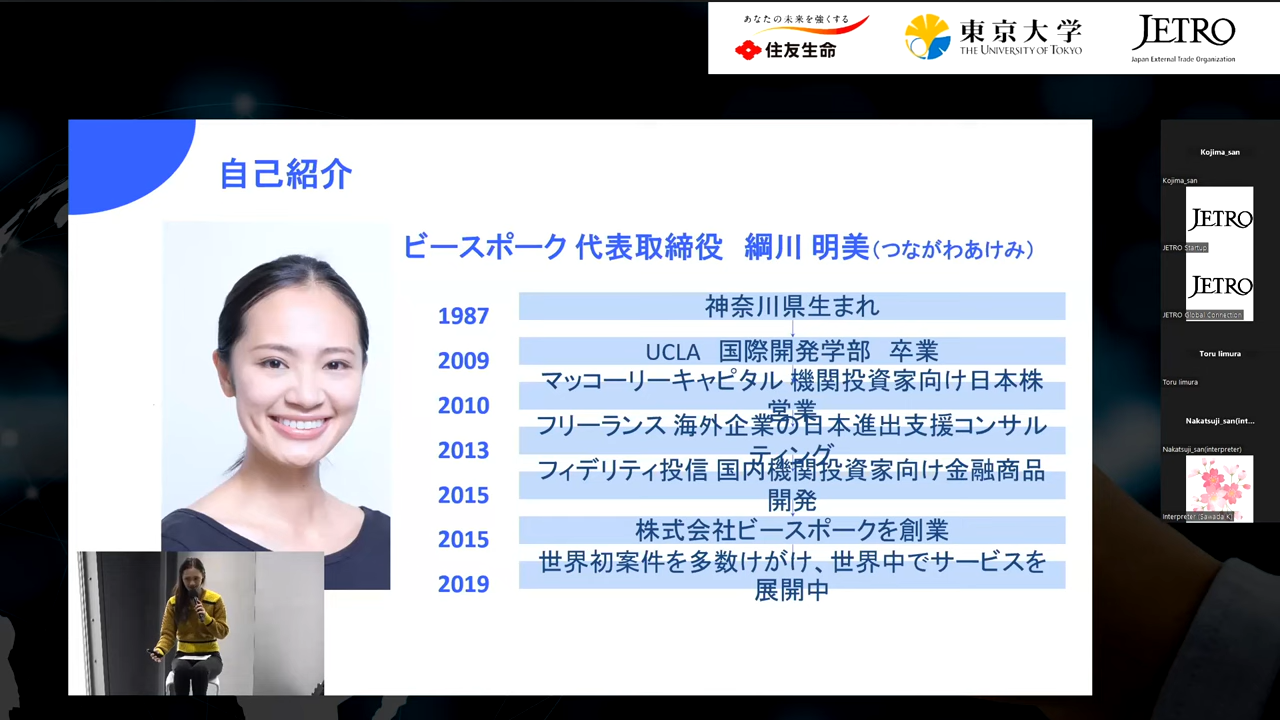 あなたの未来を強くする
住友生命
東京大学
THE UNIVERSITY OF TOKYO
JETRO
Japan External Trade Organization
自己紹介
ビースポーク 代表取締役　綱川 明美（つながわあけみ）
1987
神奈川県生まれ
2009
UCLA　国際開発学部　卒業
2010
マッコーリーキャピタル 機関投資家向け日本株
営業
2013
フリーランス 海外企業の日本進出支援コンサル
ティング
2015
フィデリティ投信 国内機関投資家向け金融商品
開発
2015
株式会社ビースポークを創業
2019
世界初案件を多数けがけ、世界中でサービスを
展開中
Kojima_san
Kojima_san
JETRO
JETRO Startup
JETRO
JETRO Global Connection
Toru Iimura
Toru Iimura
Nakatsuji_san(int...
Nakatsuji_san(interpreter)
Interpreter (Sawada K)